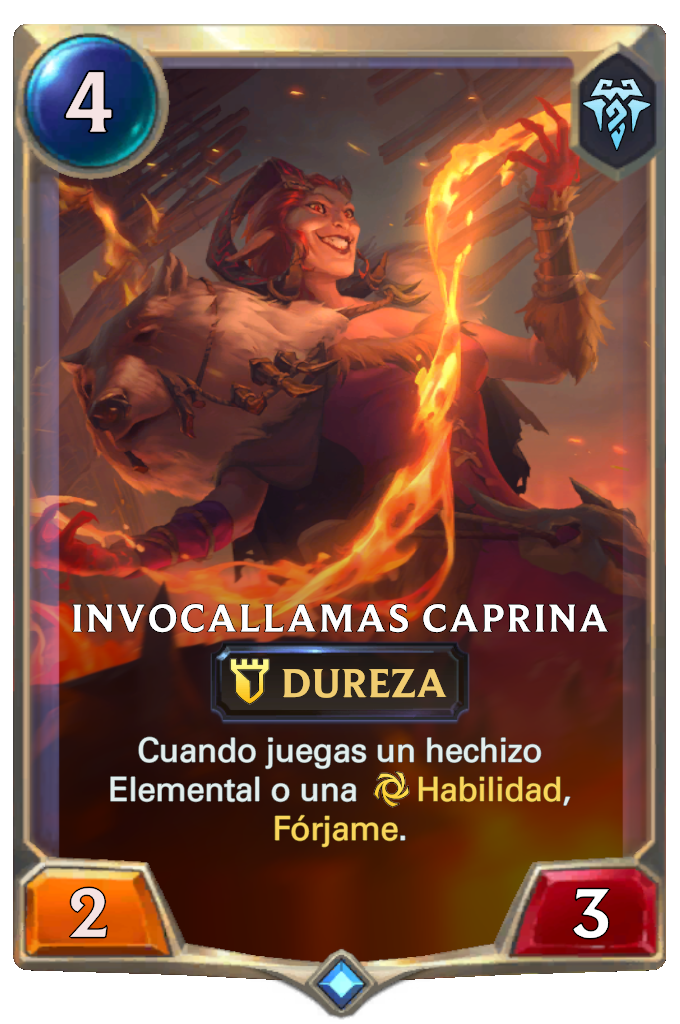 4
INVOCALLAMAS CAPRINA
DUREZA
Cuando juegas un hechizo
Elemental o una Habilidad,
Fórjame.
2
3